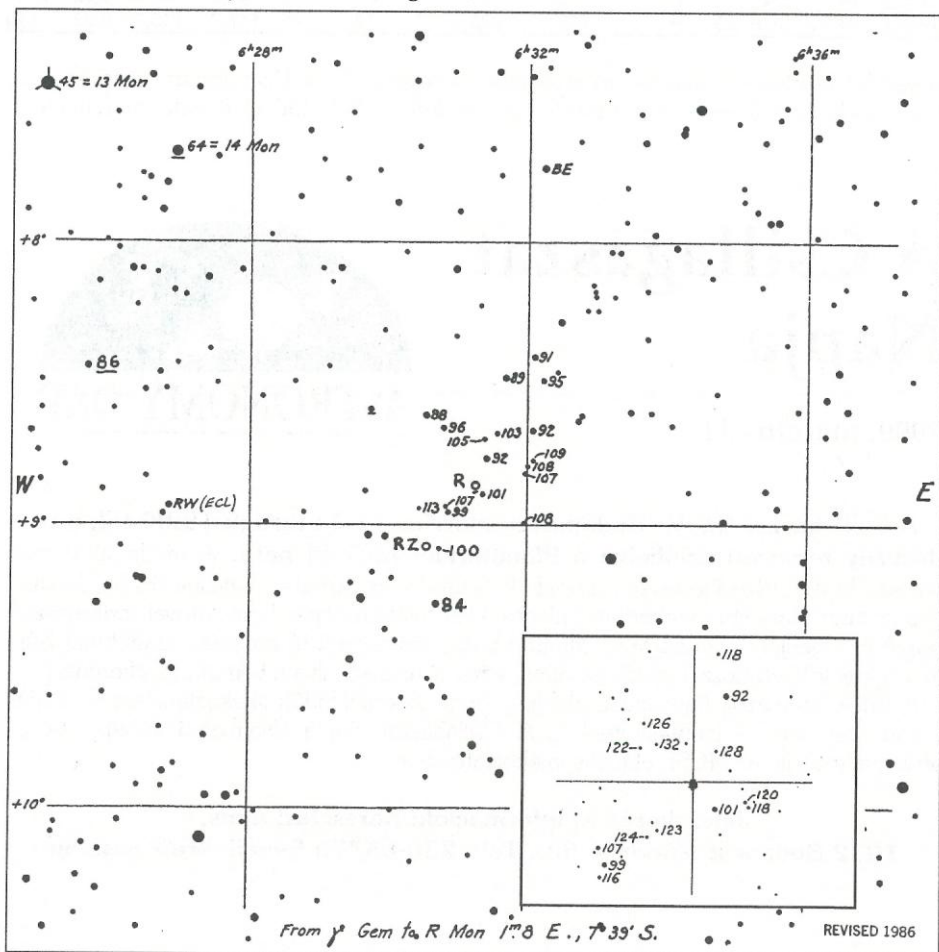 6ʰ28ᵐ 6ʰ32ᵐ 6ʰ36ᵐ
45 = 13 Mon
64 = 14 Mon
BE
+8°
86
91
89 95
88
96 103 92
105
92 109
108
107
R 101
W E
RW (ECL) 113 107
99
+9° 108
RZ 100
84
118
92
126
122 132 128
120
101 118
124 123
107
99
116
+10°
From γ Gem to R Mon 1ᵐ.8 E., 7° 39' S.
REVISED 1986